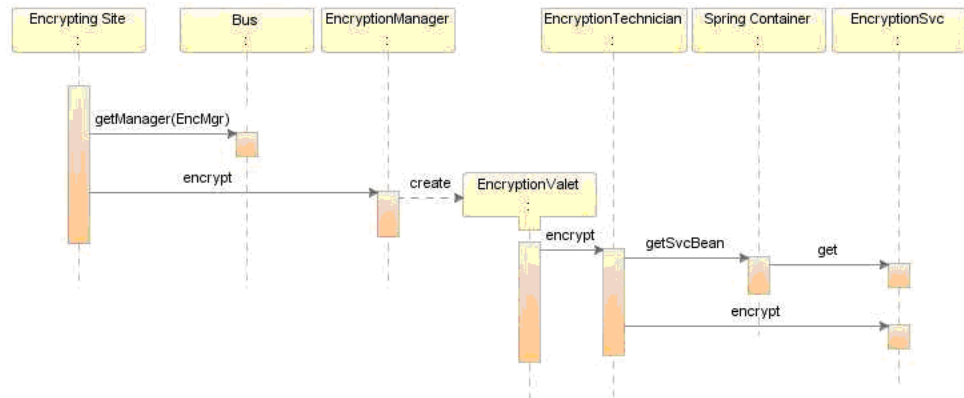 Encrypting Site
:
Bus
:
EncryptionManager
:
EncryptionTechnician
:
Spring Container
:
EncryptionSvc
:
getManager(EncMgr)
encrypt
create
EncryptionValet
:
encrypt
getSvcBean
get
encrypt